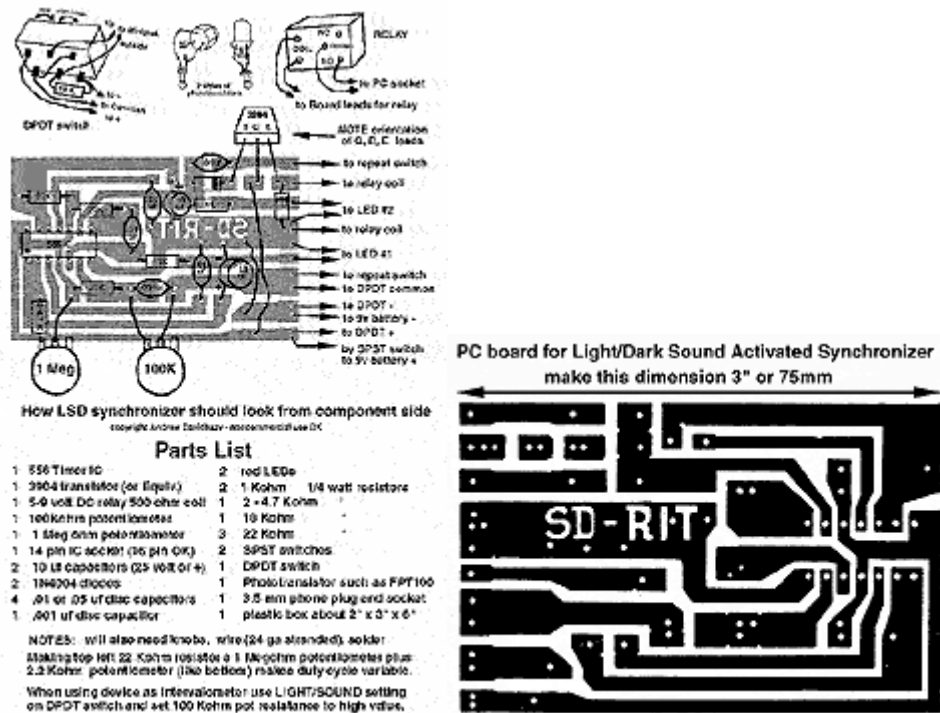 RELAY
to PC socket
to Board leads for relay
DPDT switch
3904
NOTE orientation
of
leads
to repeat switch
to relay coil
to LED #2
to relay coil
SD-RIT
to LED #1
to repeat switch
to DPDT common
to DPDT -
to 9v battery -
to DPDT +
by SPST switch
to 9v battery +
1 Meg
100K
How LSD synchronizer should look from component side
Parts List
1 556 Timer IC
1 3904 transistor (or Equiv.)
1 5-9 volt DC relay 500 ohm coil
1 100Kohm potentiometer
1 1 Meg ohm potentiometer
1 14 pin IC socket (16 pin OK)
2 10 uf capacitors (25 volt or +)
2 1N4004 diodes
4 .01 or .05 uf disc capacitors
1 .001 uf disc capacitor
2 red LEDs
2 1 Kohm 1/4 watt resistors
1 4.7 Kohm "
1 10 Kohm "
3 22 Kohm "
2 SPST switches
1 DPDT switch
1 Phototransistor such as FPT100
1 3.5 mm phone plug and socket
1 plastic box about 2" x 3" x 6"
NOTES: will also need knobs, wire (24 ga stranded), solder
Making top left 22 Kohm resistor a 1 Megohm potentiometer plus
2.2 Kohm potentiometer (like bottom) makes duty cycle variable.
When using device as intervalometer use LIGHT/SOUND setting
on DPDT switch and set 100 Kohm pot resistance to high value.
PC board for Light/Dark Sound Activated Synchronizer
make this dimension 3" or 75mm
SD-RIT